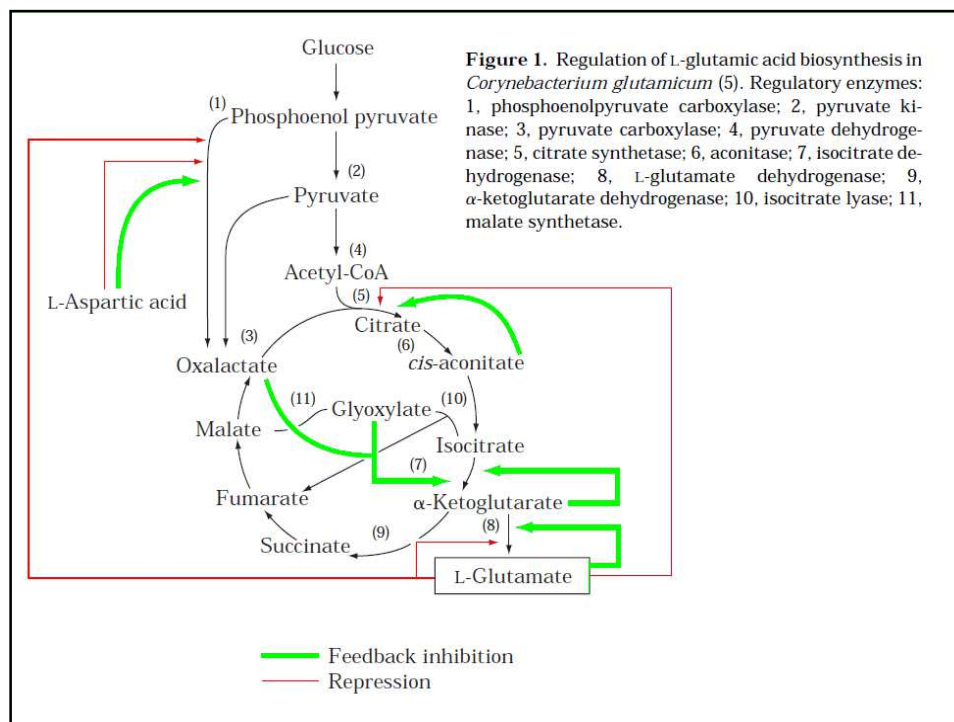 Glucose
Figure 1. Regulation of L-glutamic acid biosynthesis in
Corynebacterium glutamicum (5). Regulatory enzymes:
1, phosphoenolpyruvate carboxylase; 2, pyruvate ki-
nase; 3, pyruvate carboxylase; 4, pyruvate dehydroge-
nase; 5, citrate synthetase; 6, aconitase; 7, isocitrate de-
hydrogenase; 8, L-glutamate dehydrogenase; 9,
α-ketoglutarate dehydrogenase; 10, isocitrate lyase; 11,
malate synthetase.
(1)
Phosphoenol pyruvate
(2)
Pyruvate
(4)
Acetyl-CoA
L-Aspartic acid
(5)
Citrate
(3)
(6)
Oxalactate
cis-aconitate
(11)
Glyoxylate
(10)
Malate
Isocitrate
(7)
Fumarate
α-Ketoglutarate
(8)
(9)
Succinate
L-Glutamate
Feedback inhibition
Repression